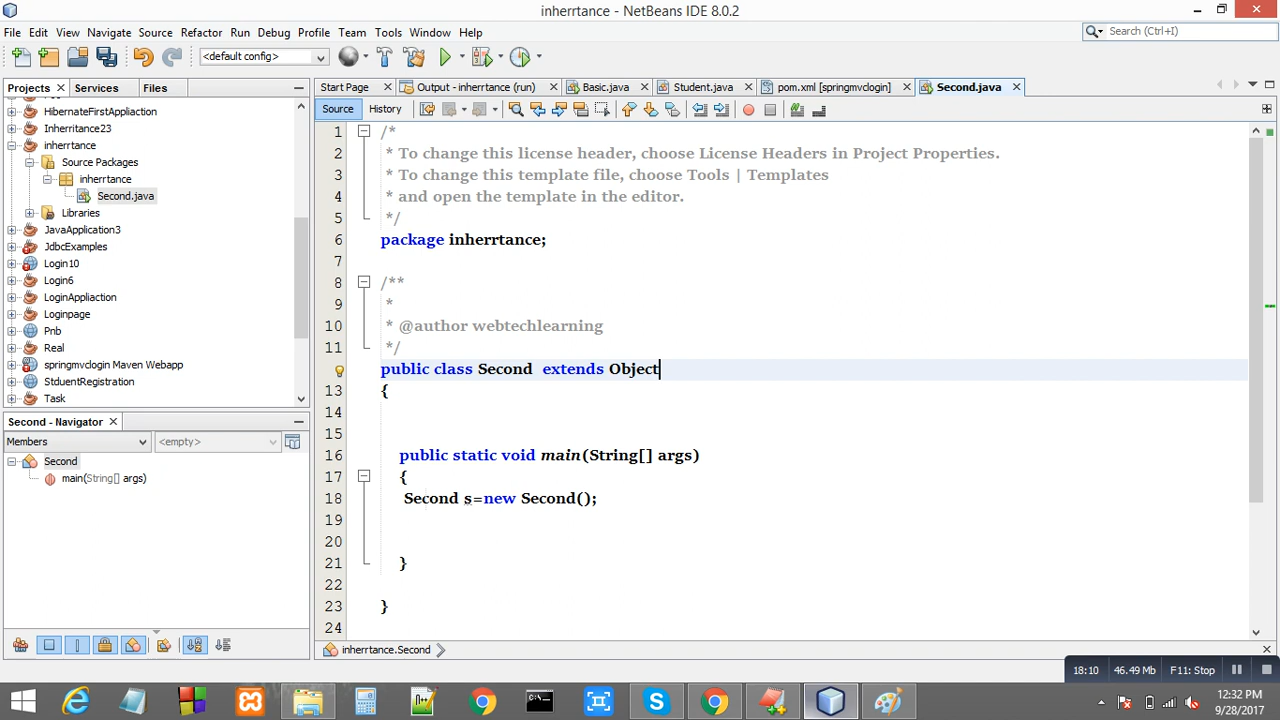 inherrtance - NetBeans IDE 8.0.2
File Edit View Navigate Source Refactor Run Debug Profile Team Tools Window Help
Search (Ctrl+I)
<default config>
Projects Services Files
Start Page Output - inherrtance (run) Basic.java Student.java pom.xml [springmvclogin] Second.java
Source History
HibernateFirstApplication
Inherritance23
inherrtance
Source Packages
inherrtance
Second.java
Libraries
JavaApplication3
JdbcExamples
Login10
Login6
LoginAppliaction
Loginpage
Pnb
Real
springmvclogin Maven Webapp
StduentRegistration
Task
Second - Navigator
Members <empty>
Second
main(String[] args)
1 /*
2 * To change this license header, choose License Headers in Project Properties.
3 * To change this template file, choose Tools | Templates
4 * and open the template in the editor.
5 */
6 package inherrtance;
7
8 /**
9 *
10 * @author webtechlearning
11 */
public class Second  extends Object
13 {
14
15
16 public static void main(String[] args)
17 {
18 Second s=new Second();
19
20
21 }
22
23 }
24
inherrtance.Second
18:10 46.49 Mb F11: Stop
12:32 PM
9/28/2017